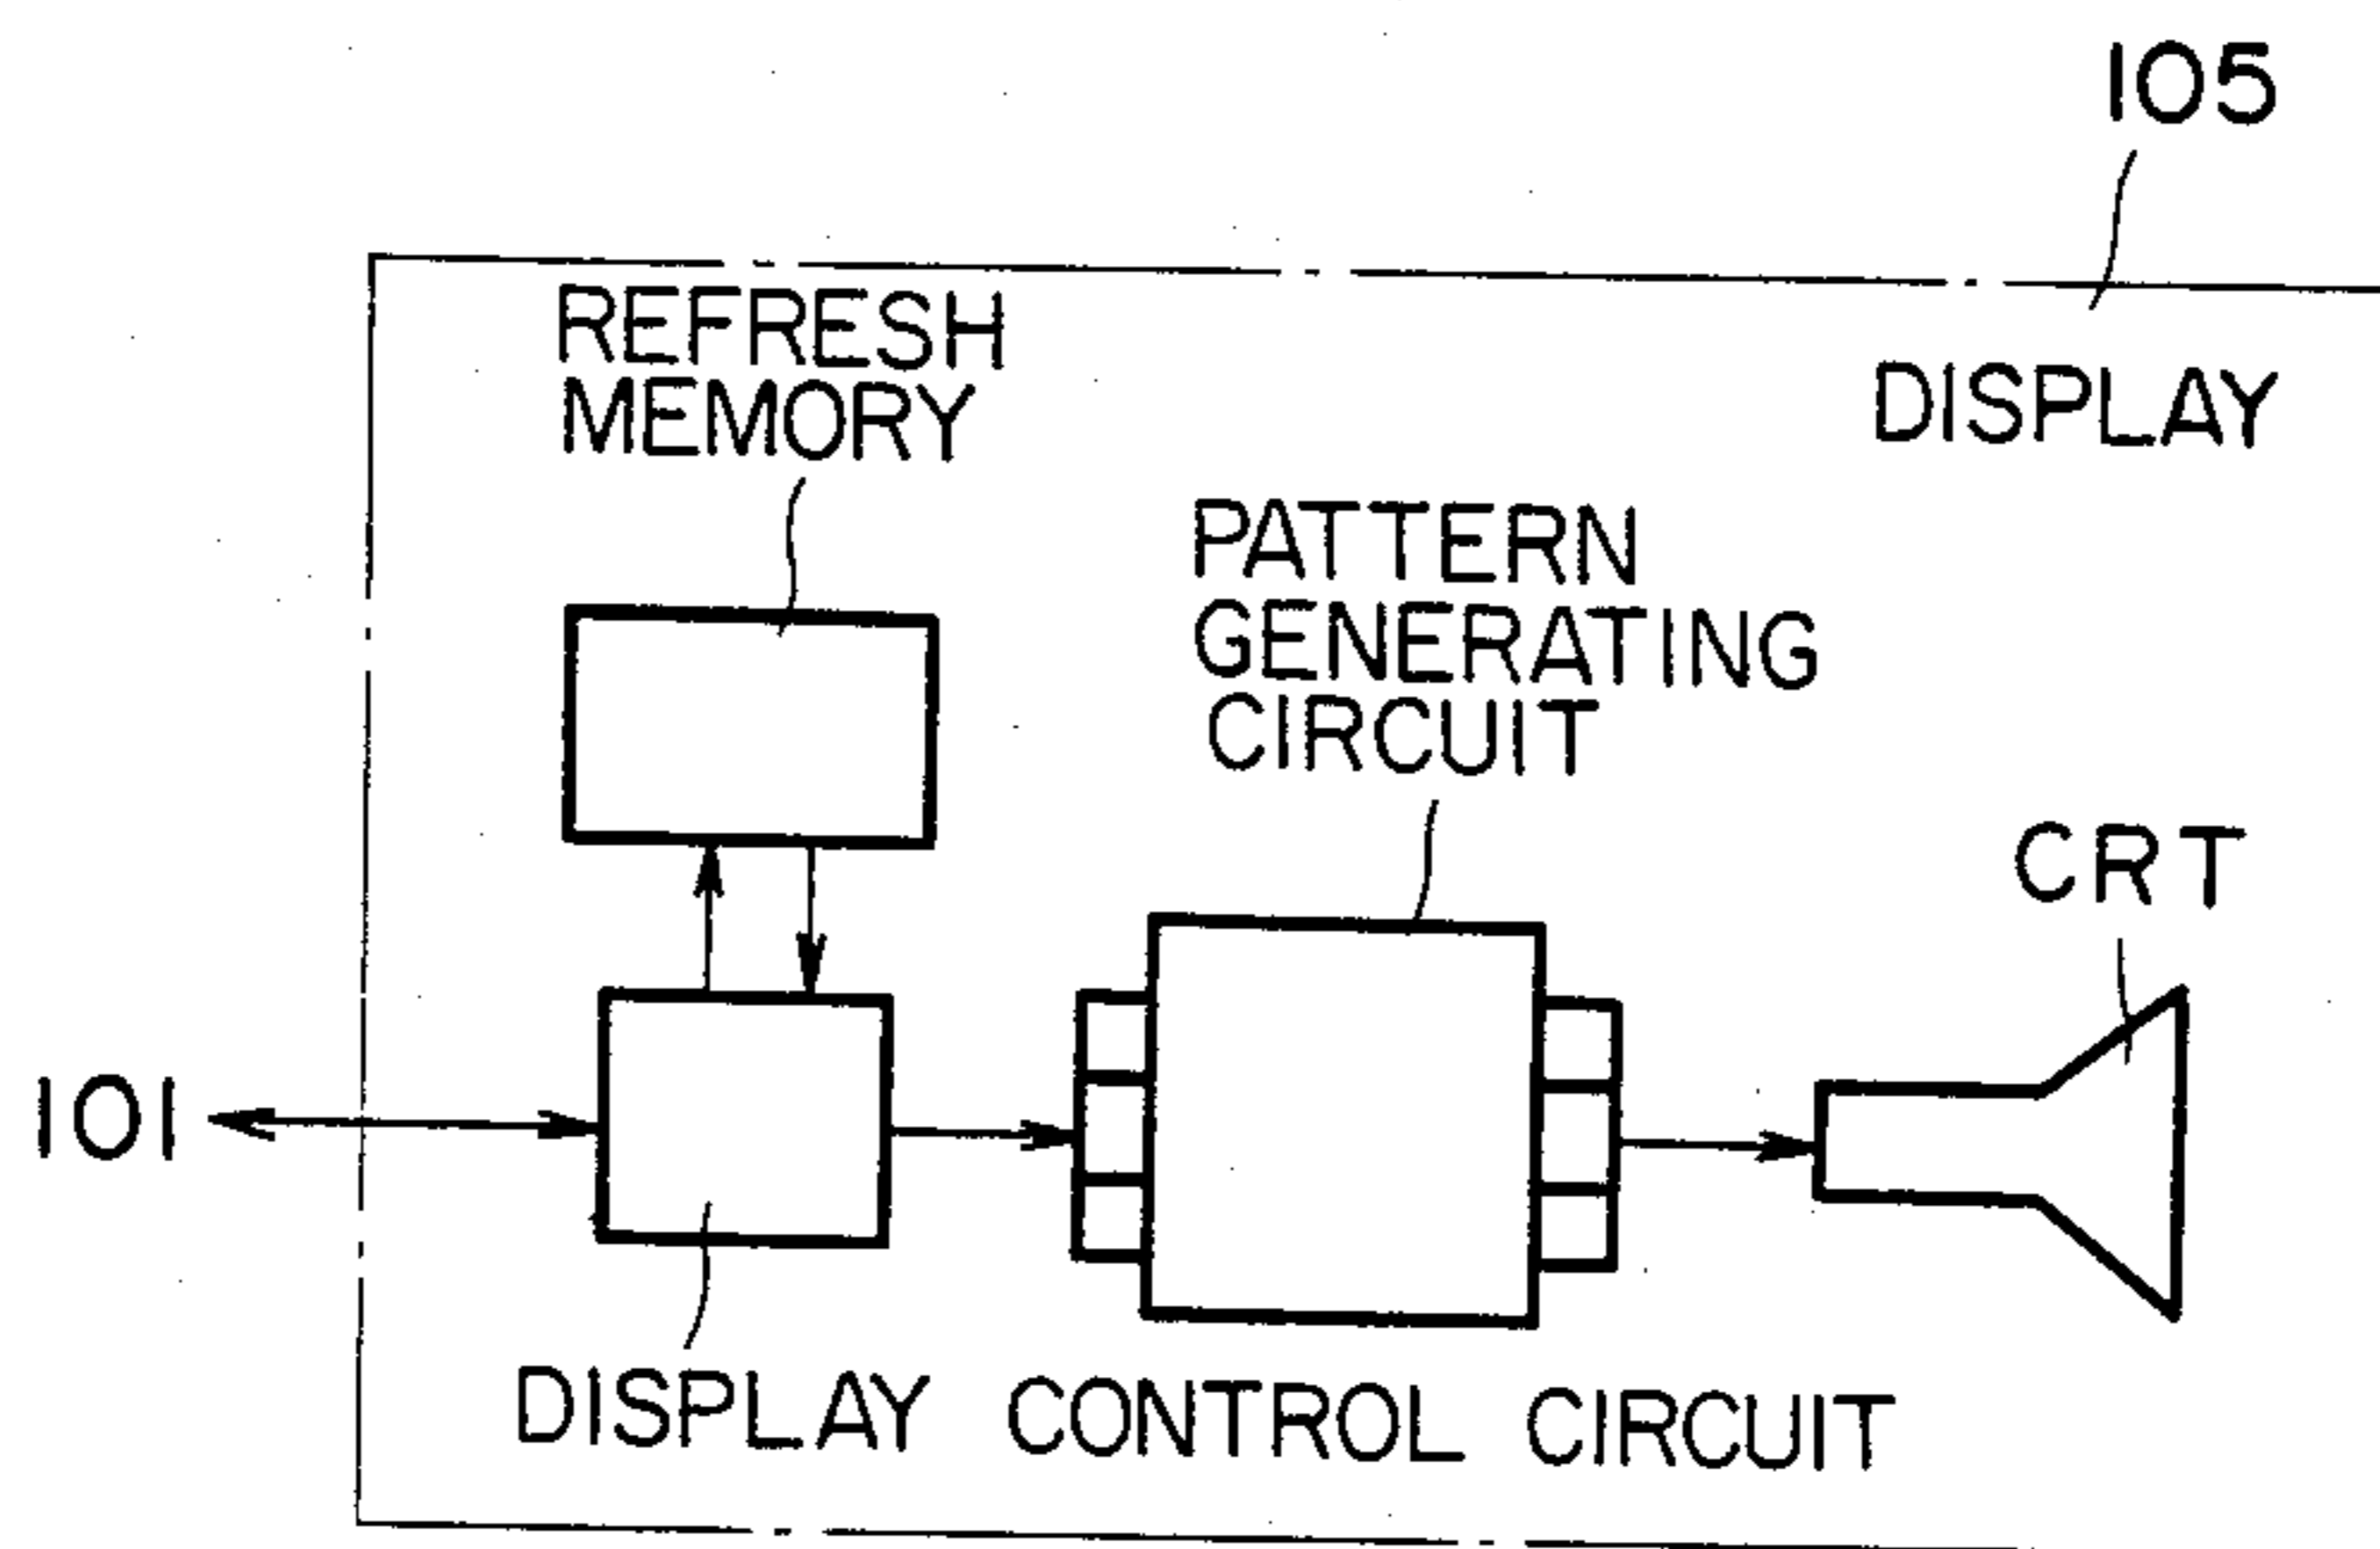 105
REFRESH
MEMORY
DISPLAY
PATTERN
GENERATING
CIRCUIT
CRT
101
DISPLAY CONTROL CIRCUIT